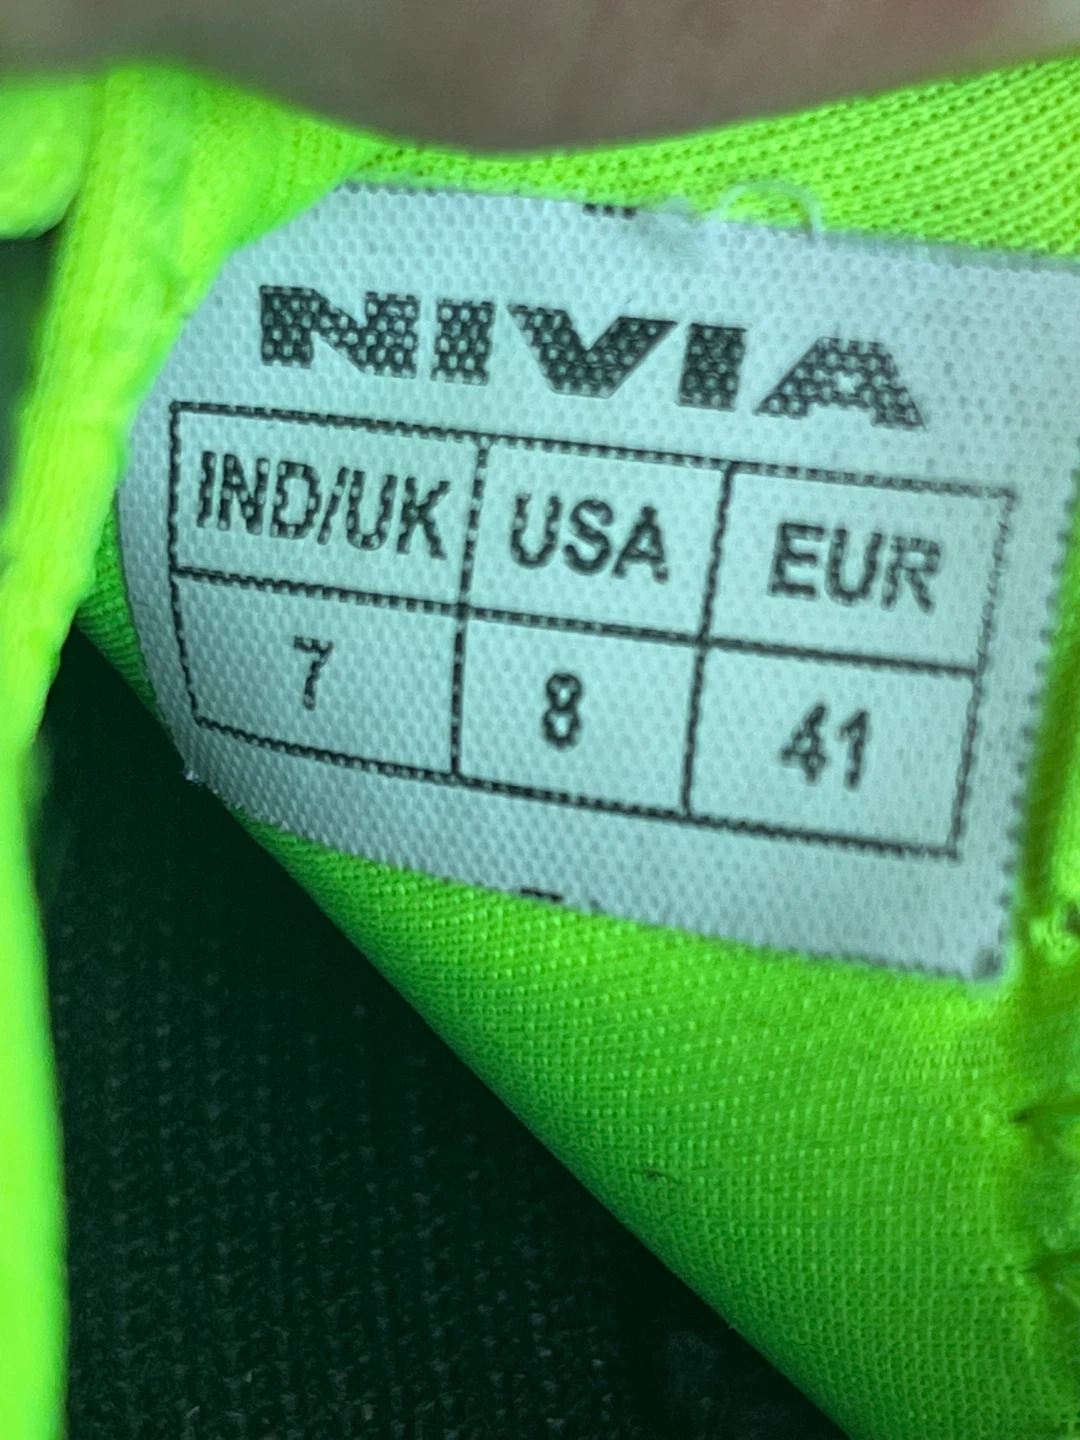 NIVIA
IND/UK USA EUR
7 8 41